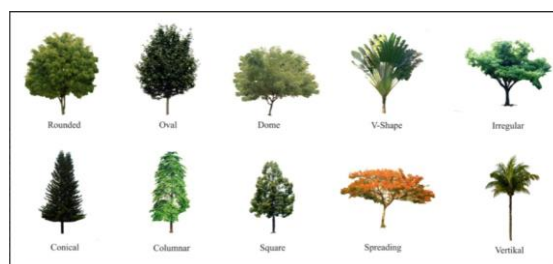 Rounded
Oval
Dome
V-Shape
Irregular
Conical
Columnar
Square
Spreading
Vertikal